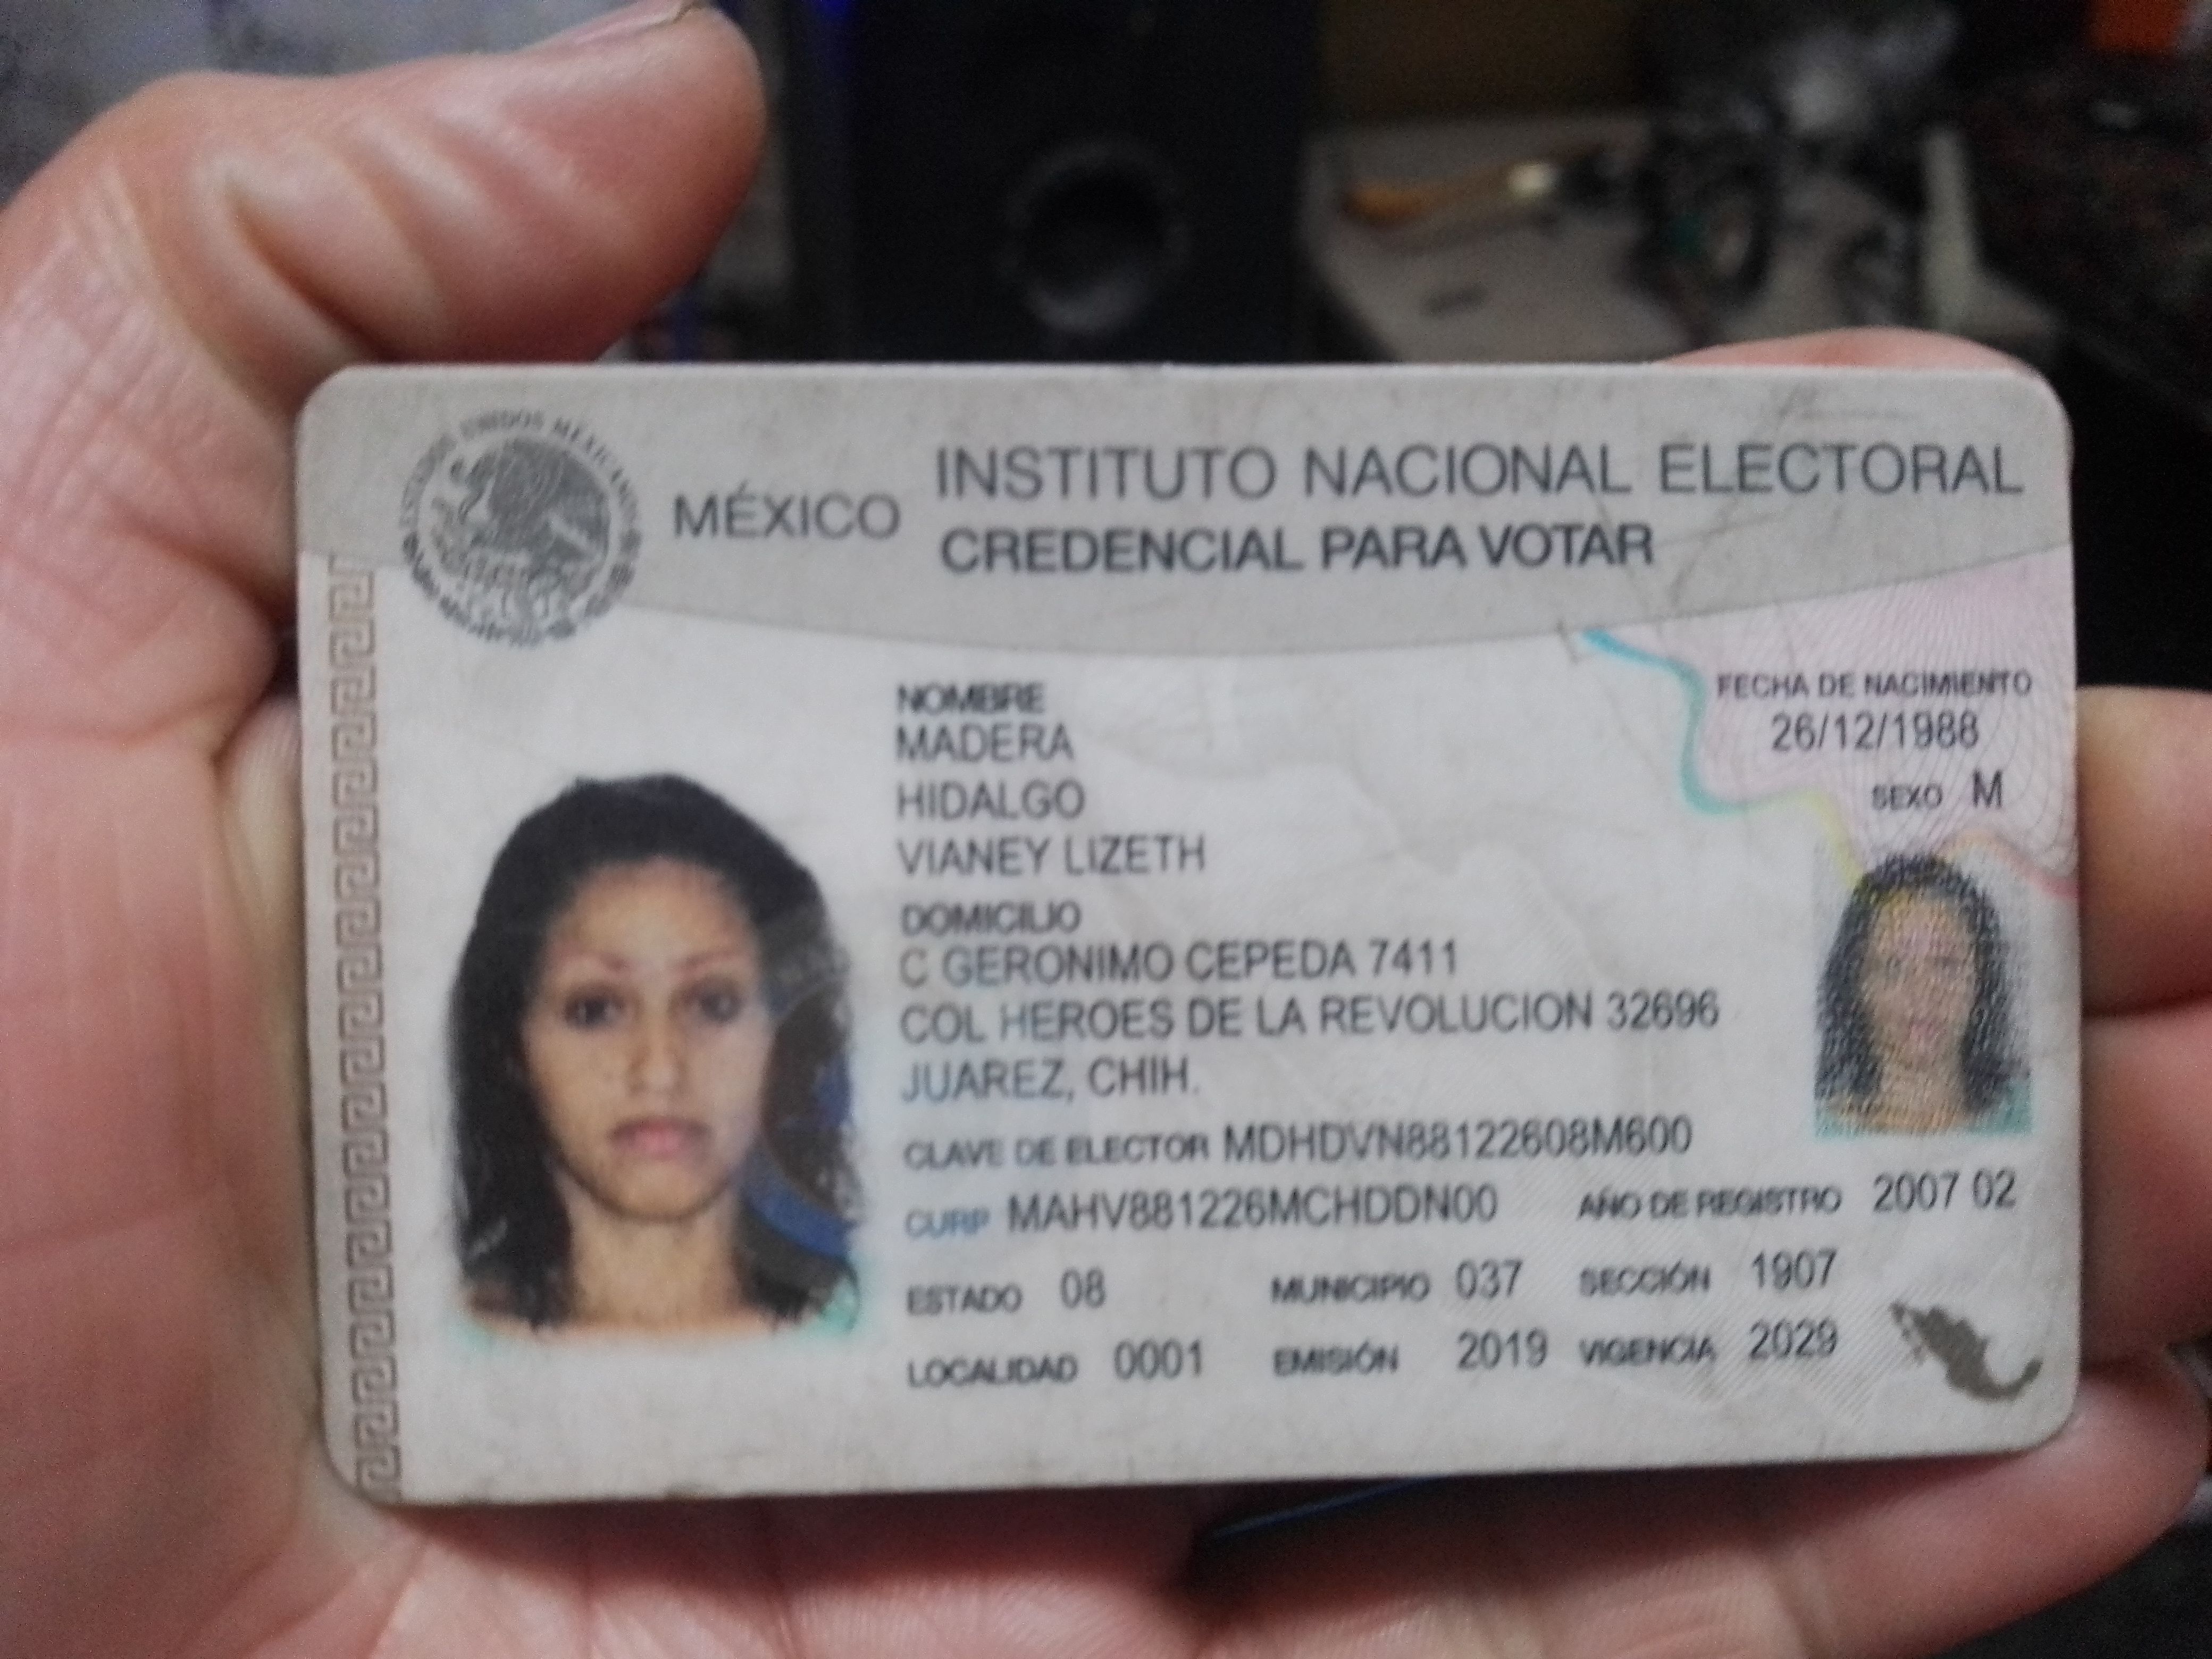 ESTADOS UNIDOS MEXICANOS
MÉXICO
INSTITUTO NACIONAL ELECTORAL
CREDENCIAL PARA VOTAR
NOMBRE
MADERA
HIDALGO
VIANEY LIZETH
FECHA DE NACIMIENTO
26/12/1988
SEXO M
DOMICILIO
C GERONIMO CEPEDA 7411
COL HEROES DE LA REVOLUCION 32696
JUAREZ, CHIH.
CLAVE DE ELECTOR MDHDVN88122608M600
CURP MAHV881226MCHDDN00 AÑO DE REGISTRO 2007 02
ESTADO 08 MUNICIPIO 037 SECCIÓN 1907
LOCALIDAD 0001 EMISIÓN 2019 VIGENCIA 2029